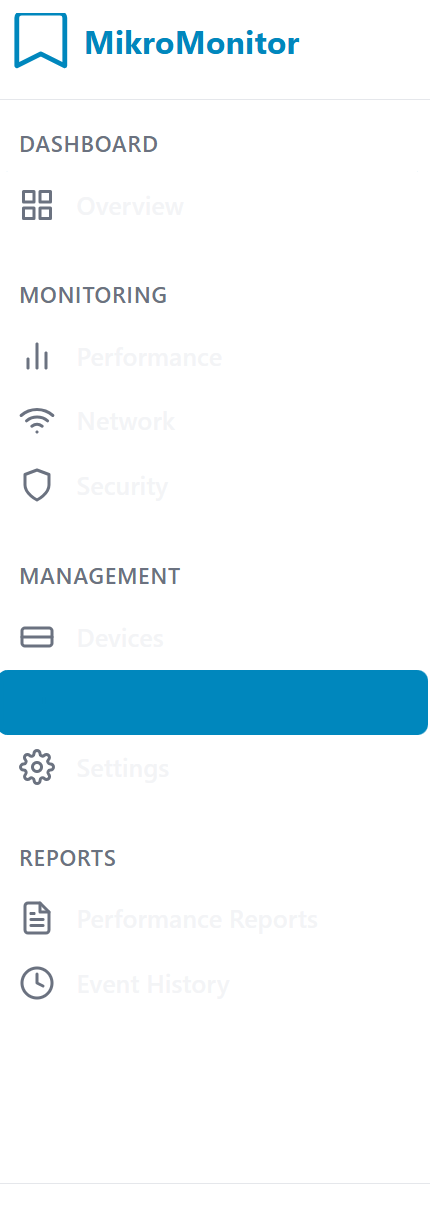 MikroMonitor
DASHBOARD
Overview
MONITORING
Performance
Network
Security
MANAGEMENT
Devices
Settings
REPORTS
Performance Reports
Event History